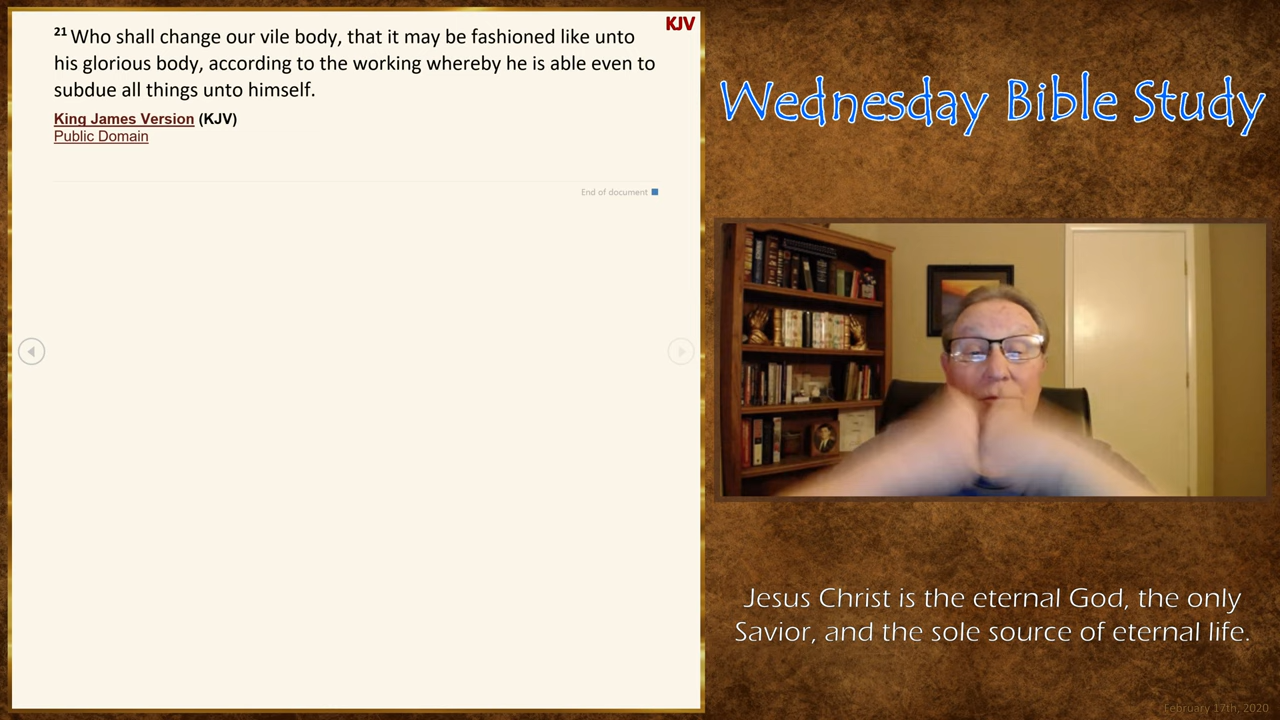 KJV
21 Who shall change our vile body, that it may be fashioned like unto
his glorious body, according to the working whereby he is able even to
subdue all things unto himself.
King James Version (KJV)
Public Domain
End of document
Wednesday Bible Study
Jesus Christ is the eternal God, the only
Savior, and the sole source of eternal life.
February 17th, 2020